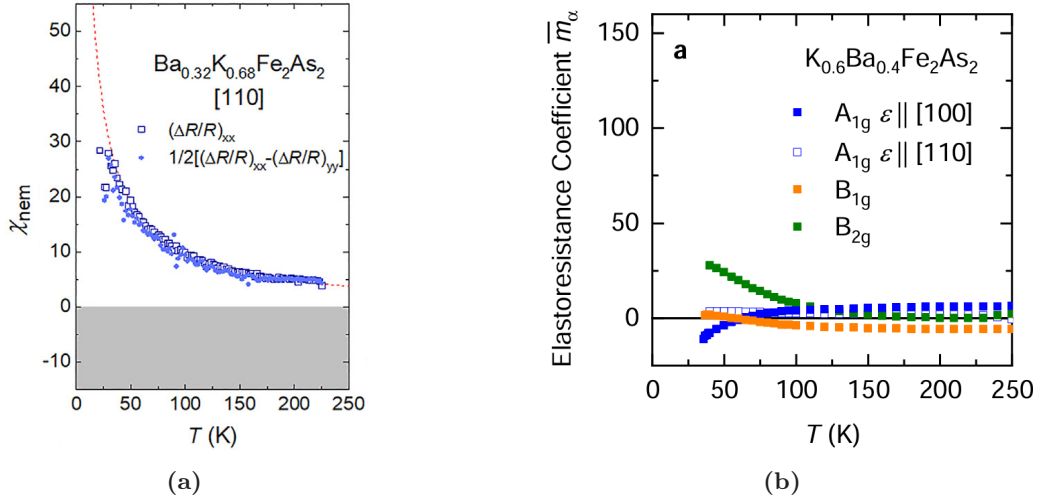 50
40
30
20
10
0
-10
χnem
Ba0.32K0.68Fe2As2
[110]
(ΔR/R)xx
1/2[(ΔR/R)xx-(ΔR/R)yy]
0 50 100 150 200 250
T (K)
(a)
150
100
50
0
Elastoresistance Coefficient m̅α
a
K0.6Ba0.4Fe2As2
A1g ε || [100]
A1g ε || [110]
B1g
B2g
0 50 100 150 200 250
T (K)
(b)